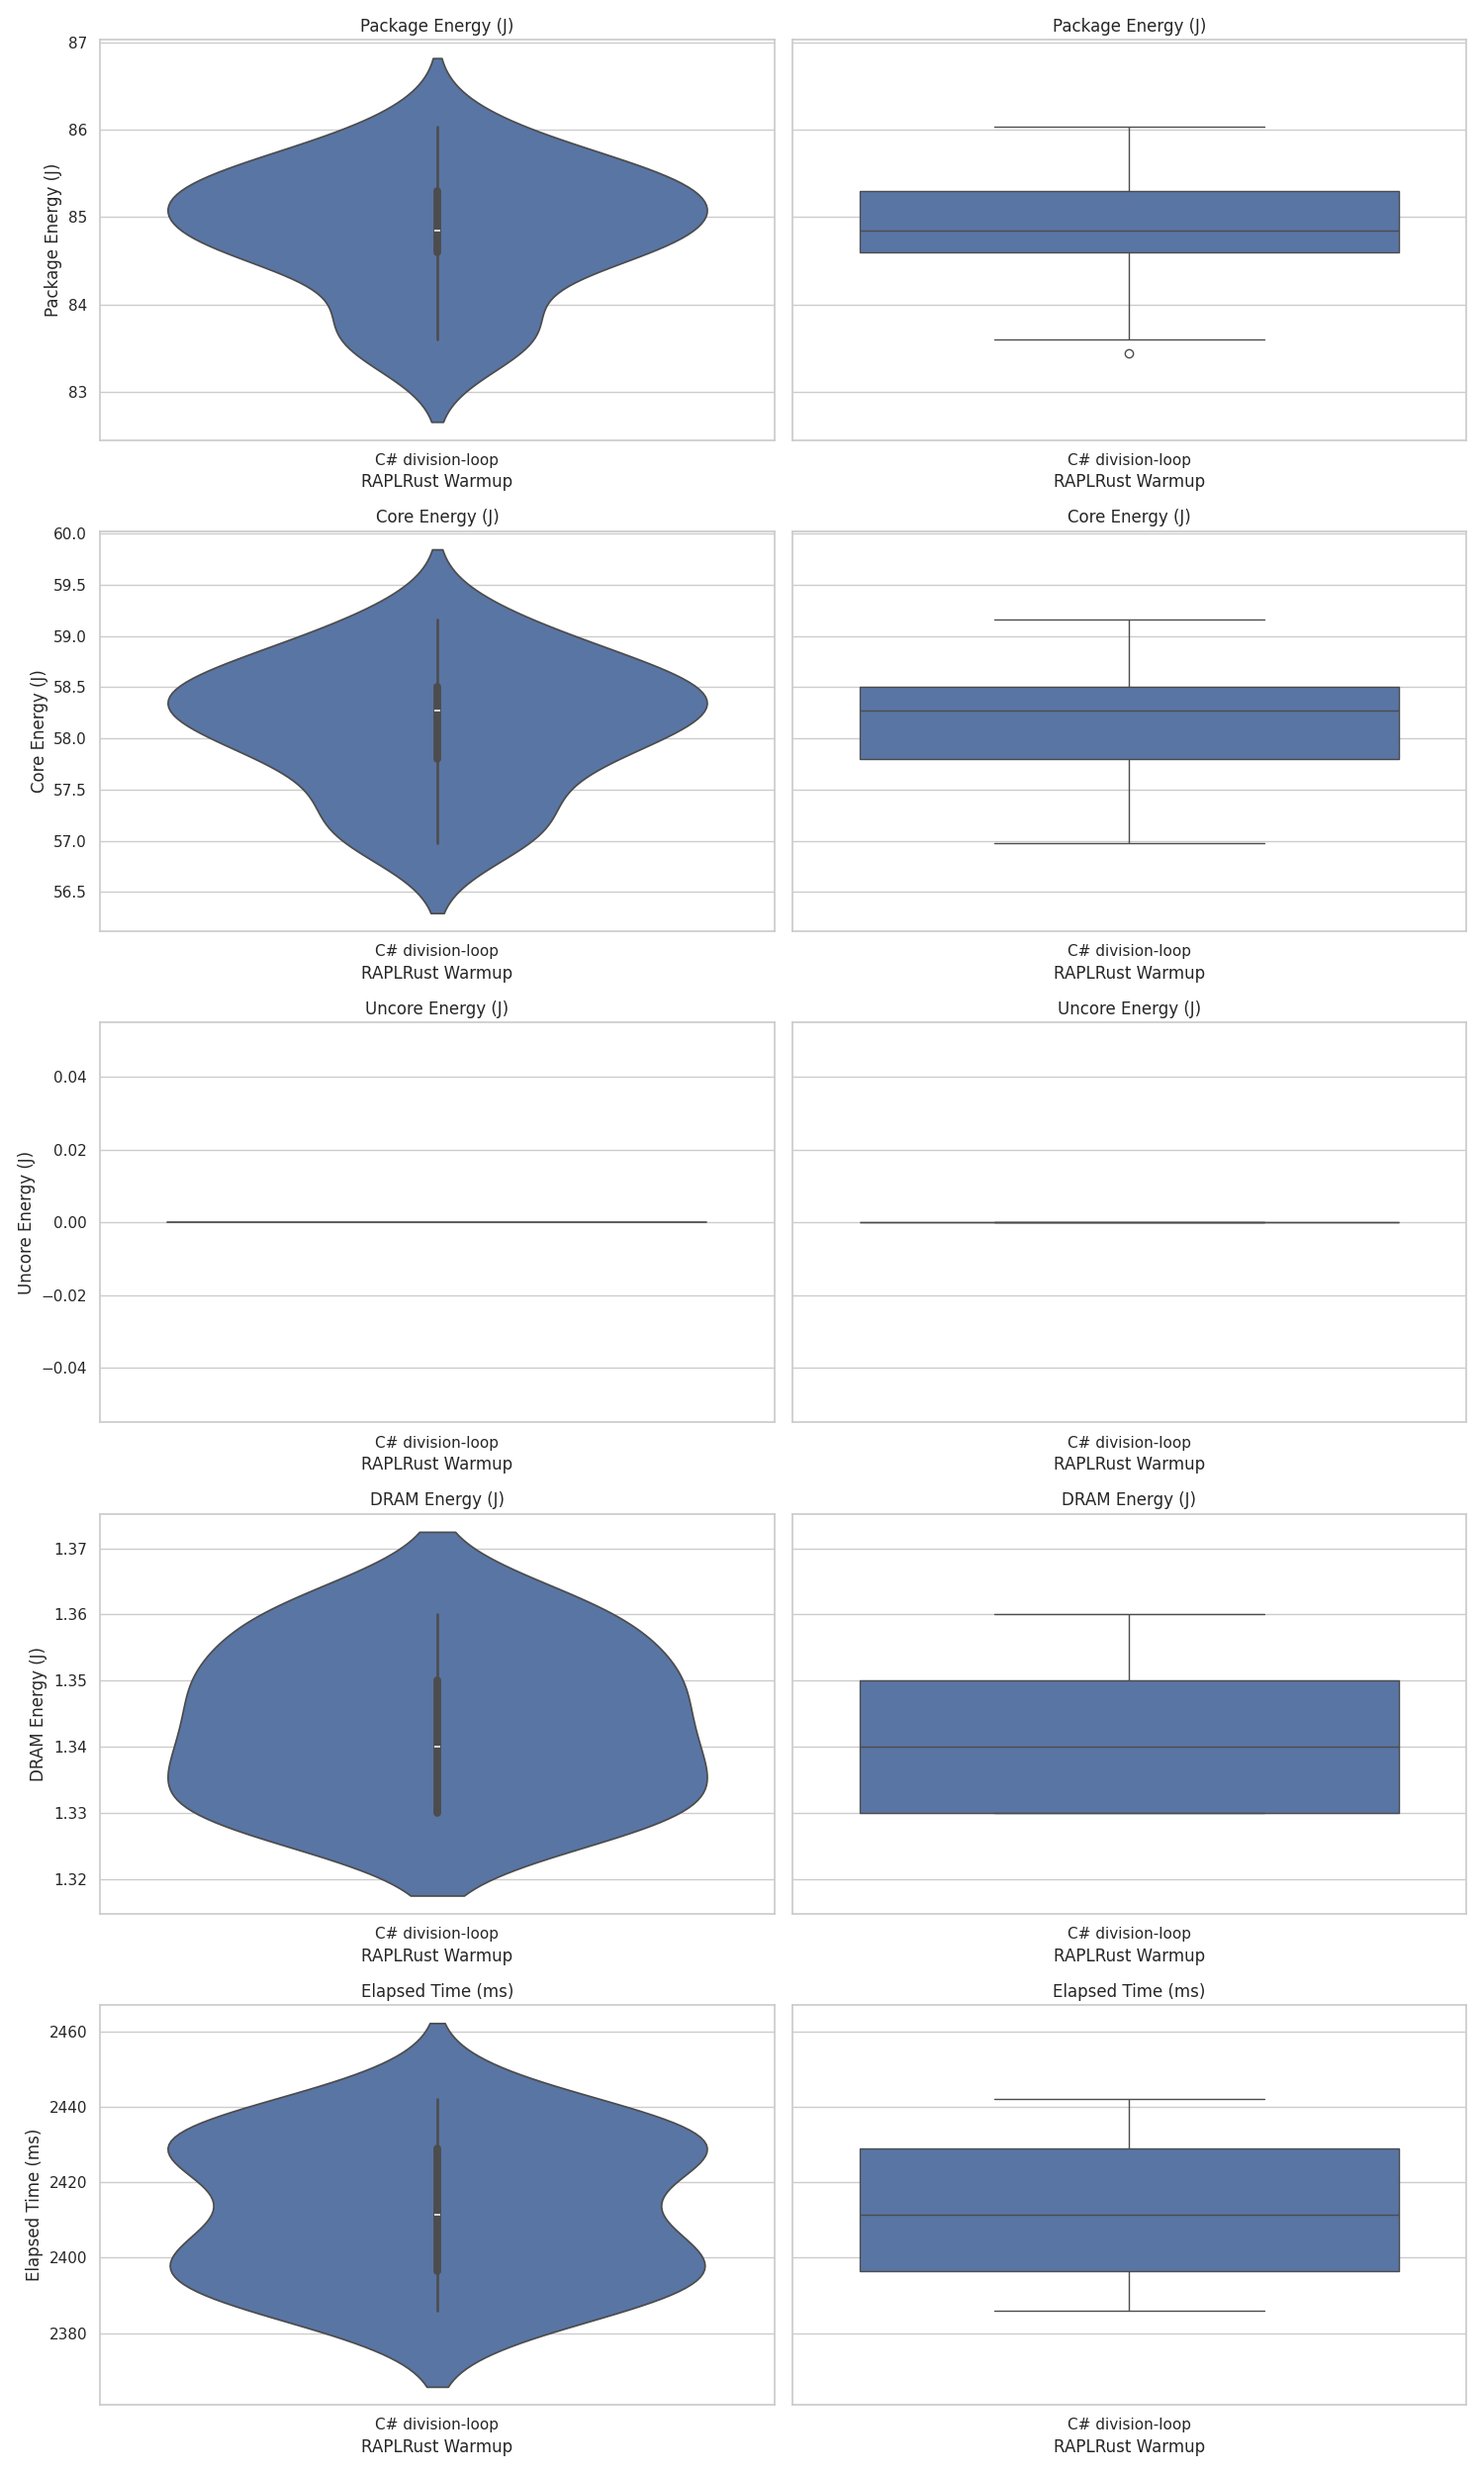 Package Energy (J)
Package Energy (J)
87
86
85
84
83
Package Energy (J)
C# division-loop
C# division-loop
RAPLRust Warmup
RAPLRust Warmup
Core Energy (J)
Core Energy (J)
60.0
59.5
59.0
58.5
58.0
57.5
57.0
56.5
Core Energy (J)
C# division-loop
C# division-loop
RAPLRust Warmup
RAPLRust Warmup
Uncore Energy (J)
Uncore Energy (J)
0.04
0.02
0.00
−0.02
−0.04
Uncore Energy (J)
C# division-loop
C# division-loop
RAPLRust Warmup
RAPLRust Warmup
DRAM Energy (J)
DRAM Energy (J)
1.37
1.36
1.35
1.34
1.33
1.32
DRAM Energy (J)
C# division-loop
C# division-loop
RAPLRust Warmup
RAPLRust Warmup
Elapsed Time (ms)
Elapsed Time (ms)
2460
2440
2420
2400
2380
Elapsed Time (ms)
C# division-loop
C# division-loop
RAPLRust Warmup
RAPLRust Warmup